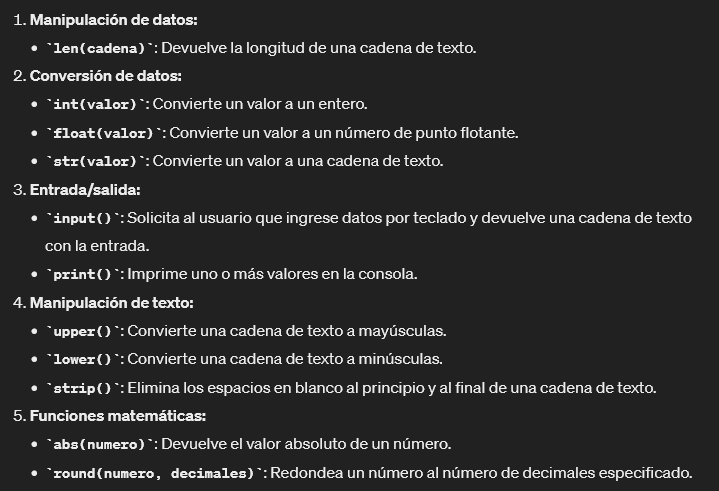 1. Manipulación de datos:
• `len(cadena)`: Devuelve la longitud de una cadena de texto.
2. Conversión de datos:
• `int(valor)`: Convierte un valor a un entero.
• `float(valor)`: Convierte un valor a un número de punto flotante.
• `str(valor)`: Convierte un valor a una cadena de texto.
3. Entrada/salida:
• `input()`: Solicita al usuario que ingrese datos por teclado y devuelve una cadena de texto
con la entrada.
• `print()`: Imprime uno o más valores en la consola.
4. Manipulación de texto:
• `upper()`: Convierte una cadena de texto a mayúsculas.
• `lower()`: Convierte una cadena de texto a minúsculas.
• `strip()`: Elimina los espacios en blanco al principio y al final de una cadena de texto.
5. Funciones matemáticas:
• `abs(numero)`: Devuelve el valor absoluto de un número.
• `round(numero, decimales)`: Redondea un número al número de decimales especificado.